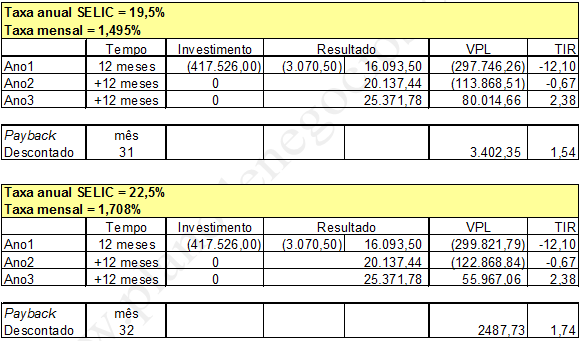 Taxa anual SELIC = 19,5%
Taxa mensal = 1,495%
Tempo Investimento Resultado VPL TIR
Ano1 12 meses (417.526,00) (3.070,50) 16.093,50 (297.746,26) -12,10
Ano2 +12 meses 0 20.137,44 (113.868,51) -0,67
Ano3 +12 meses 0 25.371,78 80.014,66 2,38
Payback mês
Descontado 31 3.402,35 1,54
Taxa anual SELIC = 22,5%
Taxa mensal = 1,708%
Tempo Investimento Resultado VPL TIR
Ano1 12 meses (417.526,00) (3.070,50) 16.093,50 (299.821,79) -12,10
Ano2 +12 meses 0 20.137,44 (122.868,84) -0,67
Ano3 +12 meses 0 25.371,78 55.967,06 2,38
Payback mês
Descontado 32 2487,73 1,74